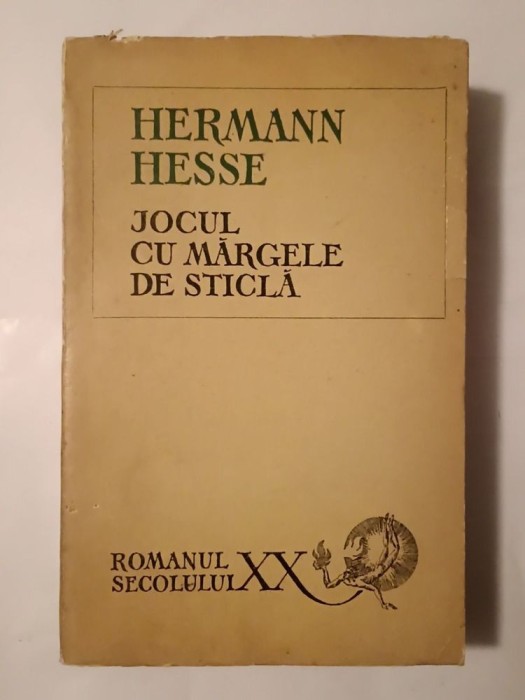 HERMANN
HESSE
JOCUL
CU MĂRGELE
DE STICLĂ
ROMANUL
SECOLULUI XX